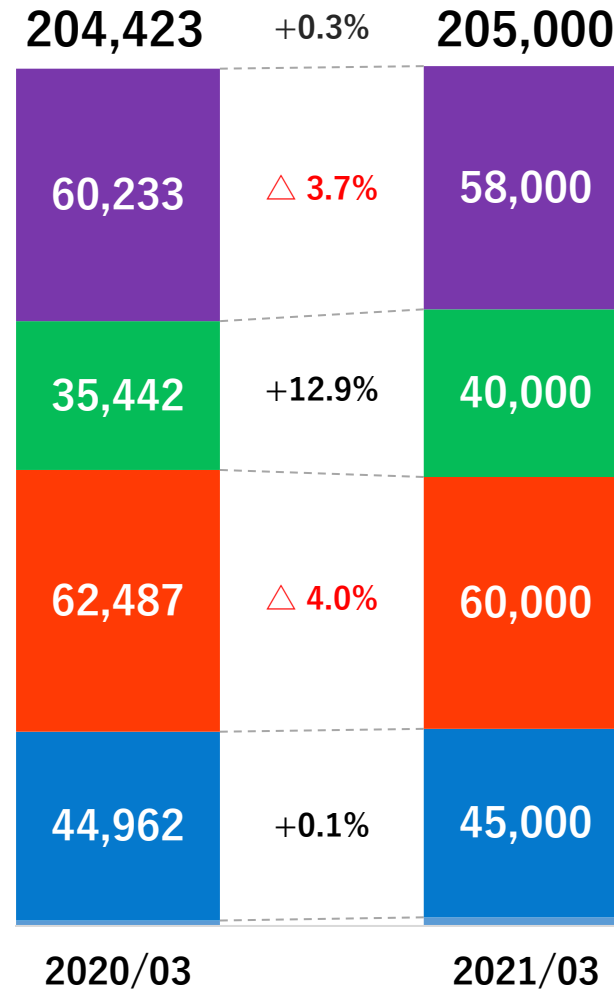 204,423 +0.3% 205,000
60,233 △ 3.7% 58,000
35,442 +12.9% 40,000
62,487 △ 4.0% 60,000
44,962 +0.1% 45,000
2020/03 2021/03